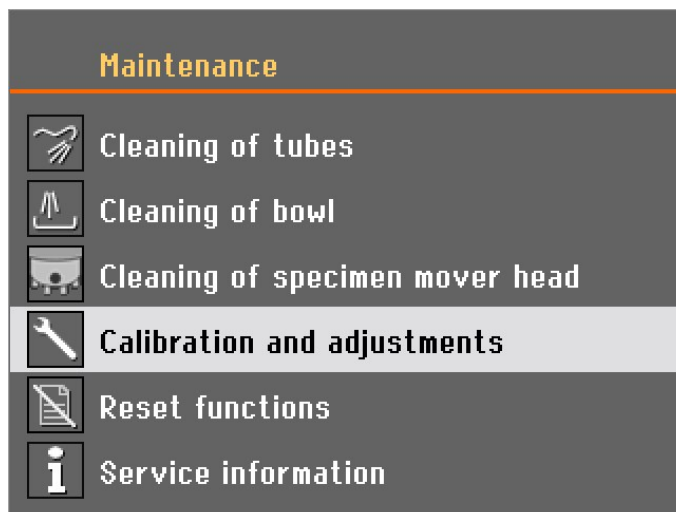 Maintenance
Cleaning of tubes
Cleaning of bowl
Cleaning of specimen mover head
Calibration and adjustments
Reset functions
Service information